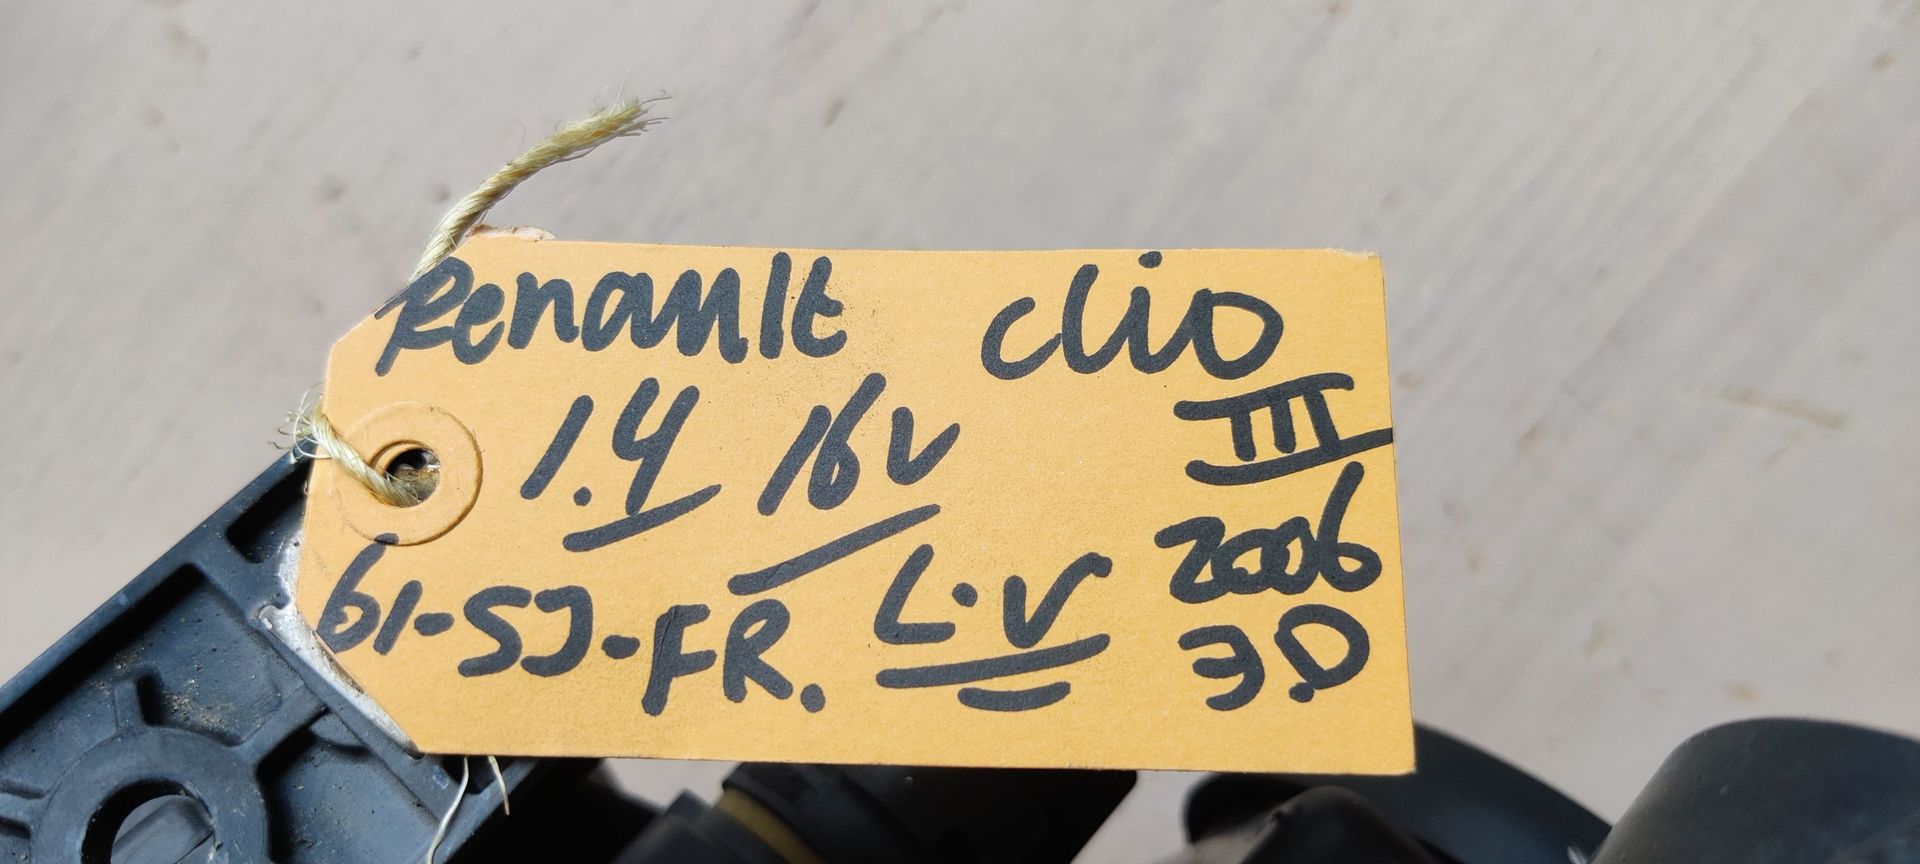 Renault clio
III
1.4 16v
2006
61-SJ-FR. L.V
3.D